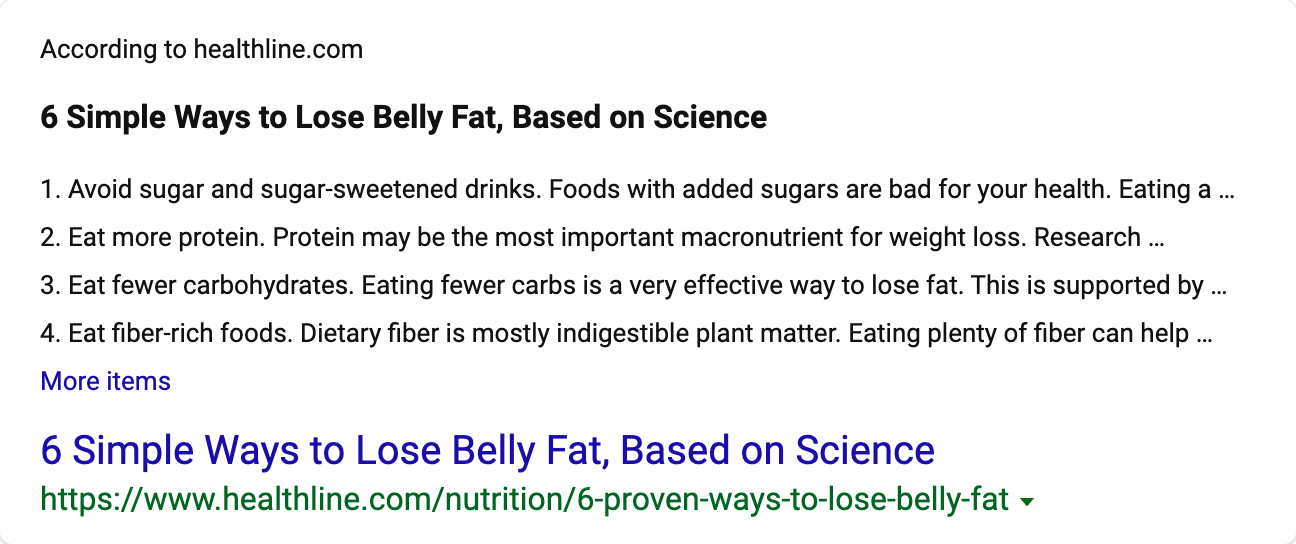 According to healthline.com
6 Simple Ways to Lose Belly Fat, Based on Science
1. Avoid sugar and sugar-sweetened drinks. Foods with added sugars are bad for your health. Eating a ...
2. Eat more protein. Protein may be the most important macronutrient for weight loss. Research ...
3. Eat fewer carbohydrates. Eating fewer carbs is a very effective way to lose fat. This is supported by ...
4. Eat fiber-rich foods. Dietary fiber is mostly indigestible plant matter. Eating plenty of fiber can help ...
More items
6 Simple Ways to Lose Belly Fat, Based on Science
https://www.healthline.com/nutrition/6-proven-ways-to-lose-belly-fat